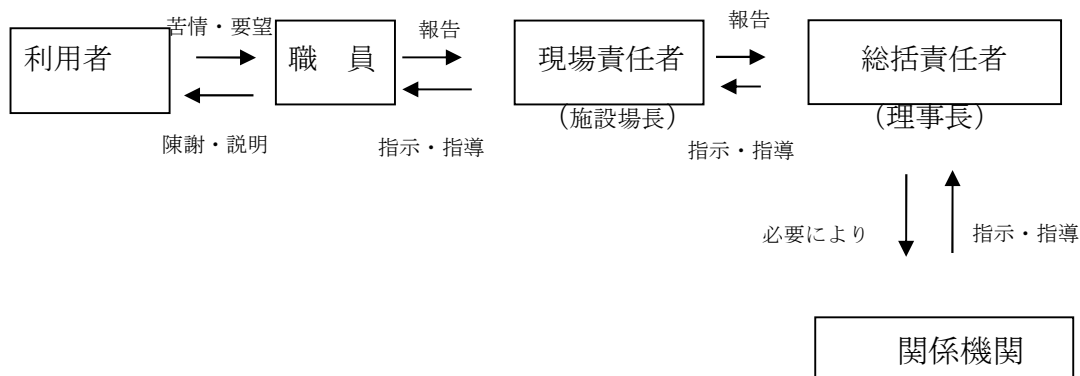 苦情・要望
報告
報告
利用者
職　員
現場責任者
総括責任者
（施設場長）
（理事長）
陳謝・説明
指示・指導
指示・指導
必要により
指示・指導
関係機関